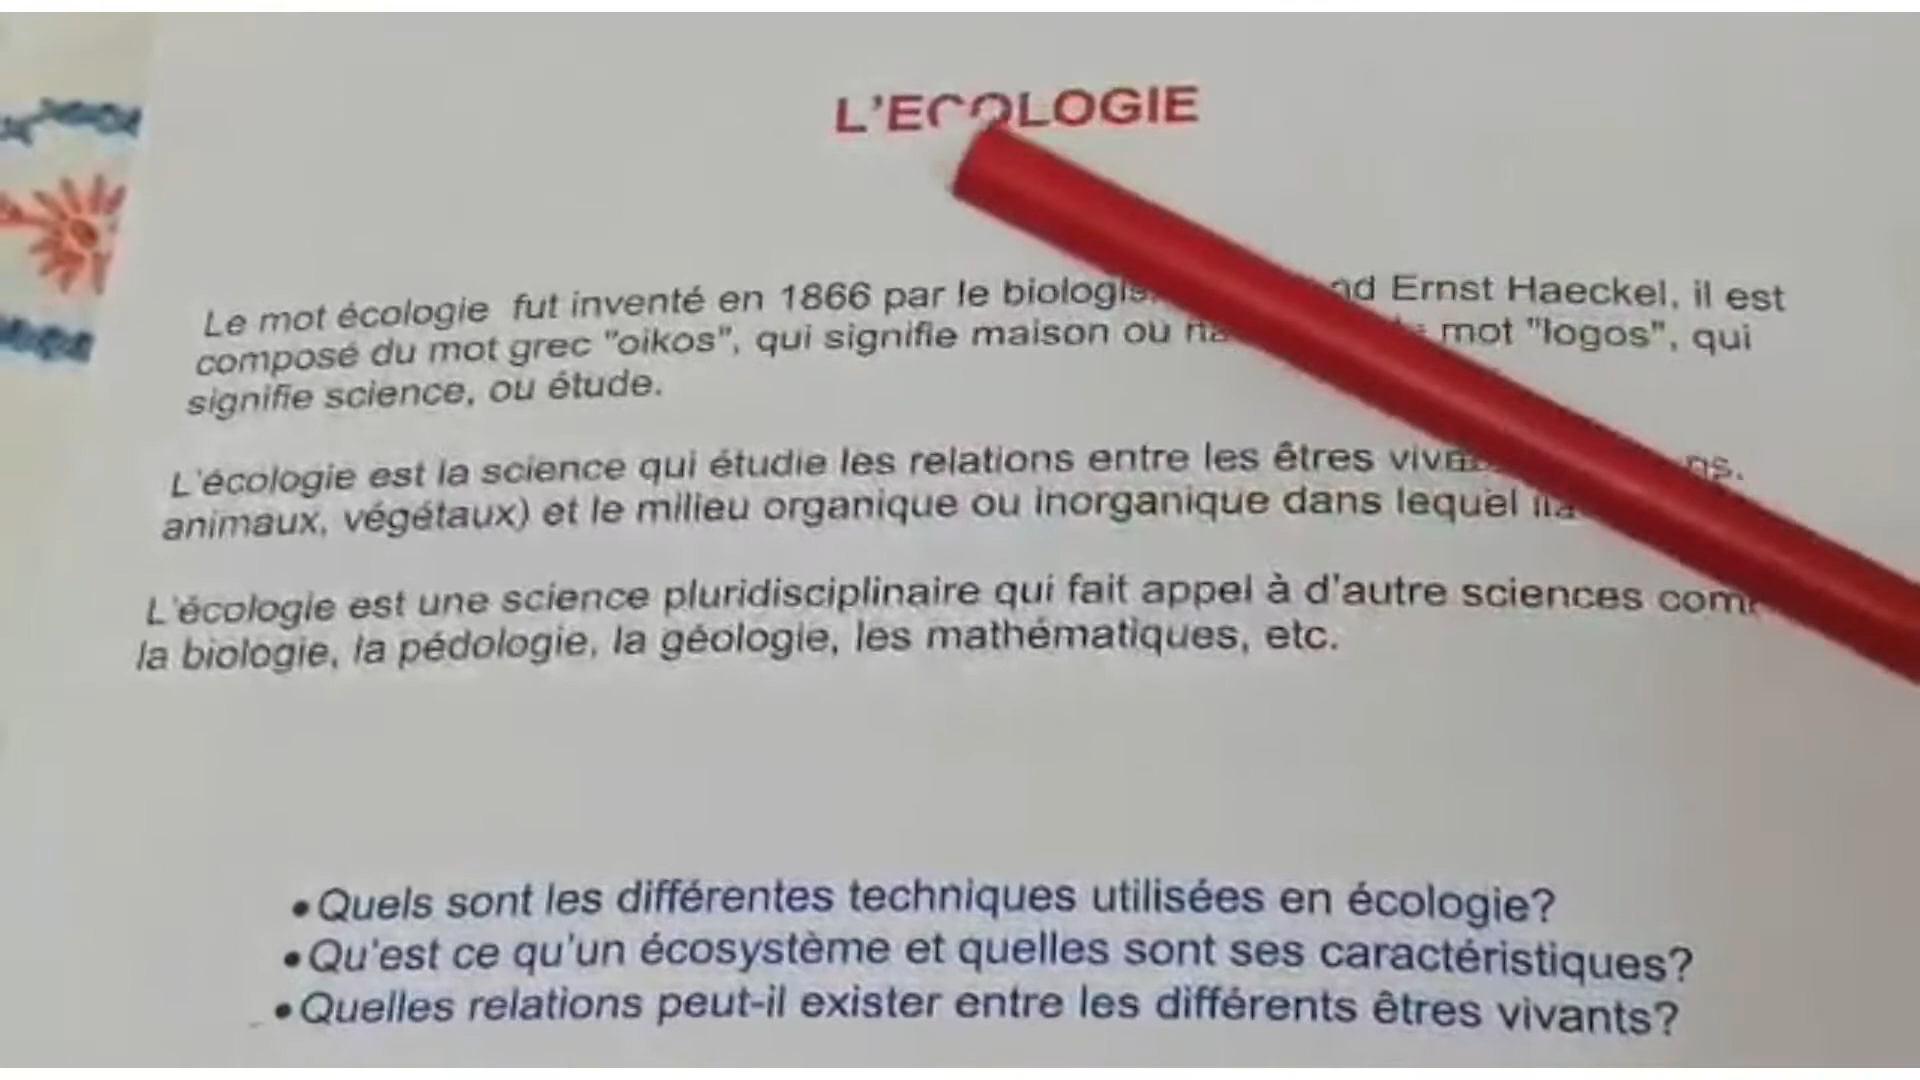 L'ECOLOGIE
Le mot écologie fut inventé en 1866 par le Ernst Haeckel, il est
composé du mot grec "oikos", qui signifie maison ou mot "logos", qui
signifie science, ou étude.
L'écologie est la science qui étudie les relations entre les êtres
animaux, végétaux) et le milieu organique ou inorganique dans lequel
L'écologie est une science pluridisciplinaire qui fait appel à d'autre sciences
la biologie, la pédologie, la géologie, les mathématiques, etc.
• Quels sont les différentes techniques utilisées en écologie?
• Qu'est ce qu'un écosystème et quelles sont ses caractéristiques?
• Quelles relations peut-il exister entre les différents êtres vivants?